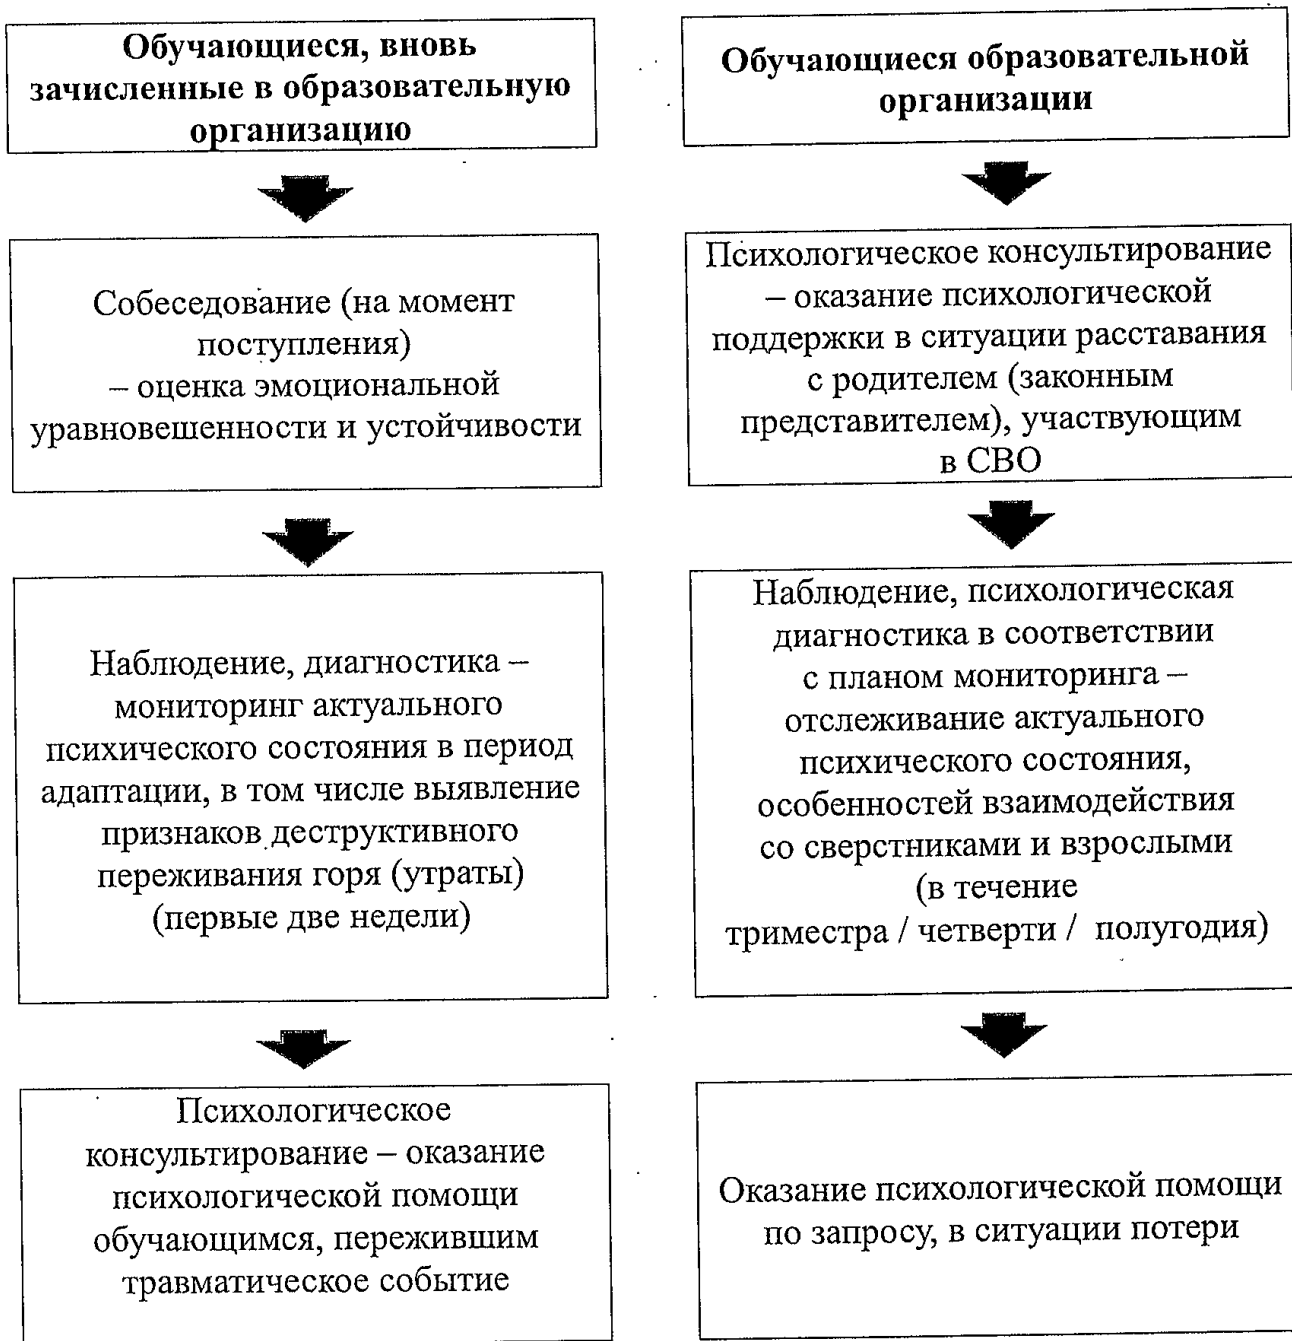 Обучающиеся, вновь
зачисленные в образовательную
организацию
Собеседование (на момент
поступления)
– оценка эмоциональной
уравновешенности и устойчивости
Наблюдение, диагностика –
мониторинг актуального
психического состояния в период
адаптации, в том числе выявление
признаков деструктивного
переживания горя (утраты)
(первые две недели)
Психологическое
консультирование – оказание
психологической помощи
обучающимся, пережившим
травматическое событие
Обучающиеся образовательной
организации
Психологическое консультирование
– оказание психологической
поддержки в ситуации расставания
с родителем (законным
представителем), участвующим
в СВО
Наблюдение, психологическая
диагностика в соответствии
с планом мониторинга –
отслеживание актуального
психического состояния,
особенностей взаимодействия
со сверстниками и взрослыми
(в течение
триместра / четверти / полугодия)
Оказание психологической помощи
по запросу, в ситуации потери